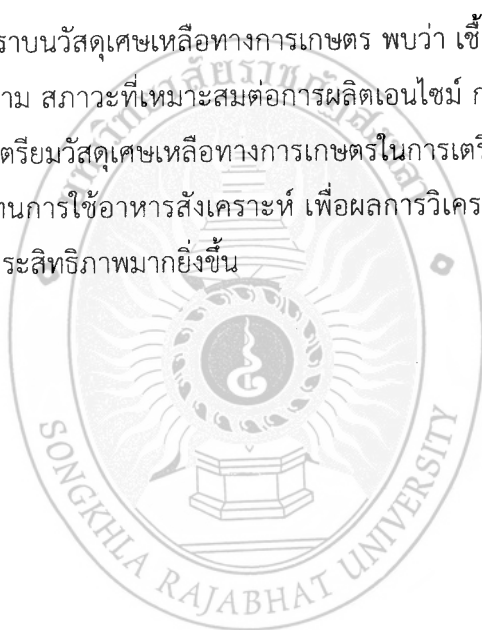 ราบนวัสดุเศษเหลือทางการเกษตร พบว่า เชื้
าม สภาวะที่เหมาะสมต่อการผลิตเอนไซม์ ก
ตรียมวัสดุเศษเหลือทางการเกษตรในการเตรี
านการใช้อาหารสังเคราะห์ เพื่อผลการวิเคร
ระสิทธิภาพมากยิ่งขึ้น
SONGKHLA RAJABHAT UNIVERSITY